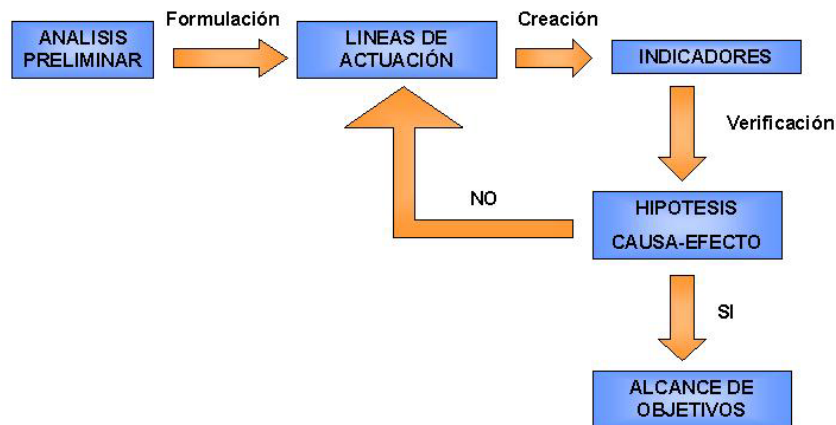 Formulación
Creación
ANALISIS
PRELIMINAR
LINEAS DE
ACTUACIÓN
INDICADORES
Verificación
NO
HIPOTESIS
CAUSA-EFECTO
SI
ALCANCE DE
OBJETIVOS